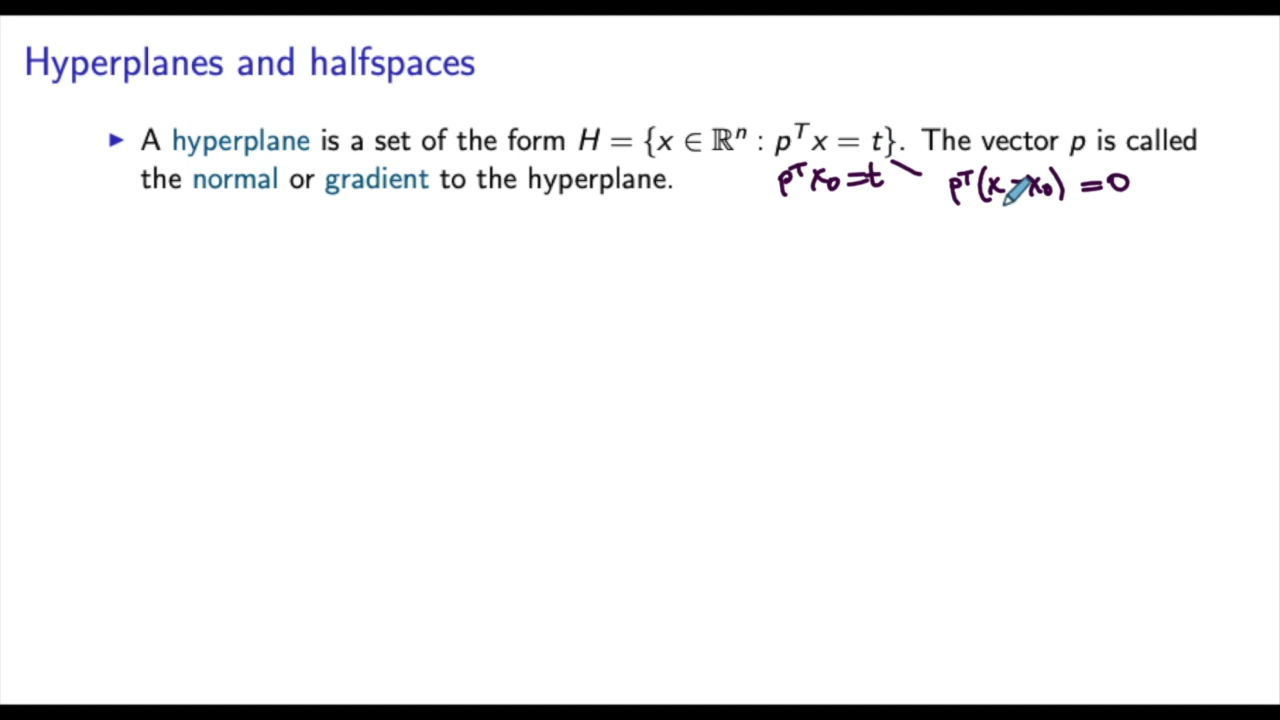 Hyperplanes and halfspaces
▶ A hyperplane is a set of the form H = {x ∈ ℝⁿ : pᵀx = t}. The vector p is called
the normal or gradient to the hyperplane.
pᵀx₀ = t \ pᵀ(x - x₀) = 0